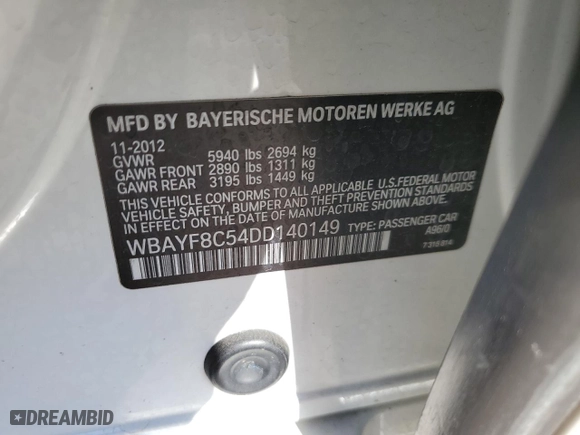 MFD BY BAYERISCHE MOTOREN WERKE AG
11-2012
GVWR 5940 lbs 2694 kg
GAWR FRONT 2890 lbs 1311 kg
GAWR REAR 3195 lbs 1449 kg
THIS VEHICLE CONFORMS TO ALL APPLICABLE U.S.FEDERAL MOTOR
VEHICLE SAFETY, BUMPER AND THEFT PREVENTION STANDARDS
IN EFFECT ON THE DATE OF MANUFACTURE SHOWN ABOVE.
WBAYF8C54DD140149 TYPE: PASSENGER CAR
A96/0
DREAMBID